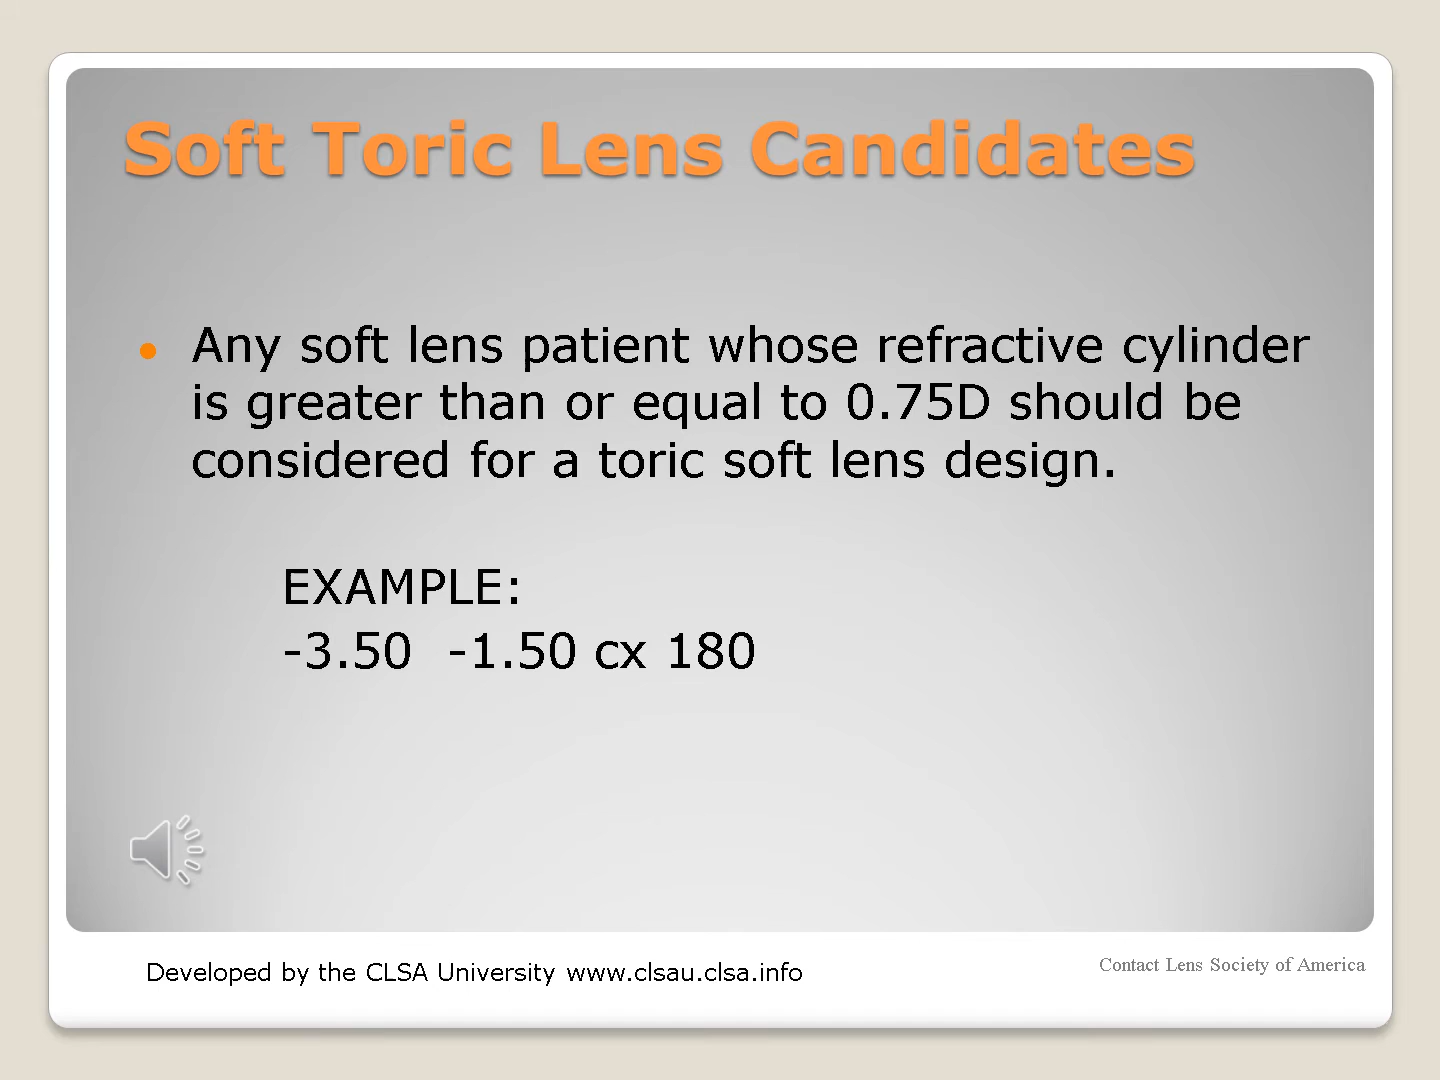 Soft Toric Lens Candidates
• Any soft lens patient whose refractive cylinder
is greater than or equal to 0.75D should be
considered for a toric soft lens design.
EXAMPLE:
-3.50  -1.50 cx 180
Developed by the CLSA University www.clsau.clsa.info
Contact Lens Society of America